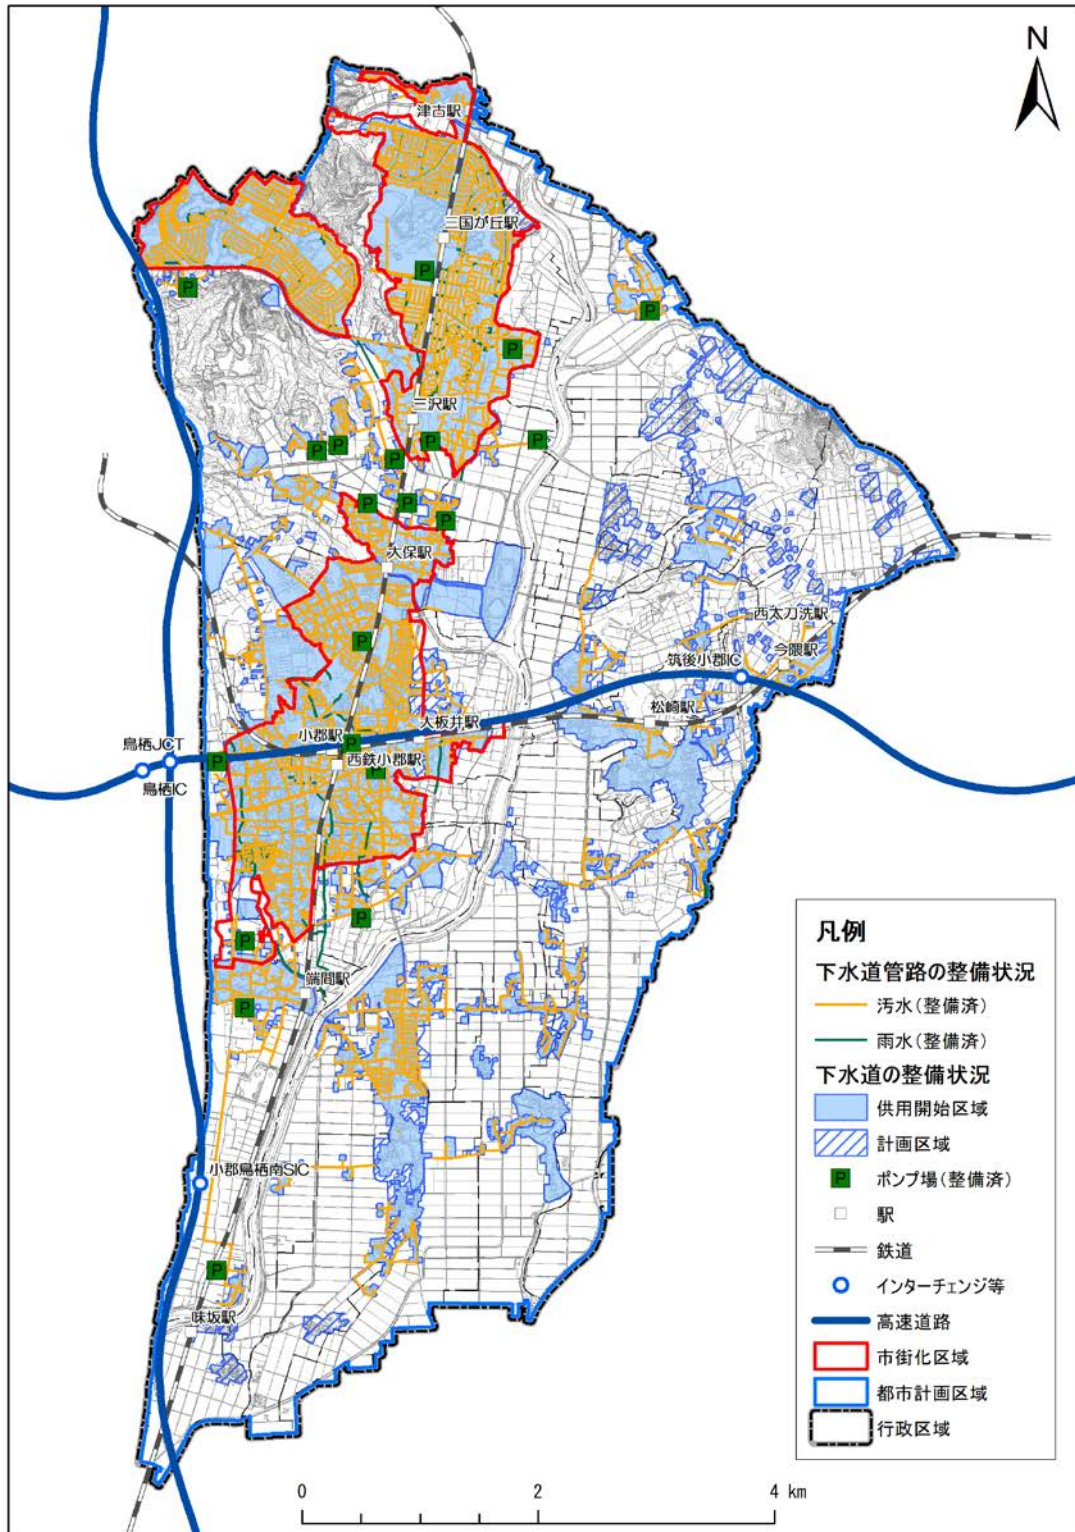 N
津古駅
三国が丘駅
P
P
P
P
三沢駅
P
P
P
P
P
P
P
P
大保駅
西太刀洗駅
P
今隈駅
筑後小郡IC
松崎駅
大板井駅
小郡駅
P
鳥栖JCT
P
西鉄小郡駅
P
鳥栖IC
P
P
端間駅
P
小郡鳥栖南SIC
P
味坂駅
凡例
下水道管路の整備状況
汚水(整備済)
雨水(整備済)
下水道の整備状況
供用開始区域
計画区域
P ポンプ場(整備済)
駅
鉄道
インターチェンジ等
高速道路
市街化区域
都市計画区域
行政区域
0 2 4 km